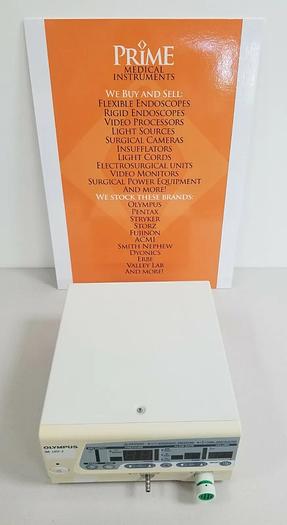 PRIME
MEDICAL
INSTRUMENTS
WE BUY AND SELL:
FLEXIBLE ENDOSCOPES
RIGID ENDOSCOPES
VIDEO PROCESSORS
LIGHT SOURCES
SURGICAL CAMERAS
INSUFFLATORS
LIGHT CORDS
ELECTROSURGICAL UNITS
VIDEO MONITORS
SURGICAL POWER EQUIPMENT
AND MORE!
WE STOCK THESE BRANDS:
OLYMPUS
PENTAX
STRYKER
STORZ
FUJINON
ACMI
SMITH NEPHEW
DYONICS
ERBE
VALLEY LAB
AND MORE!
OLYMPUS